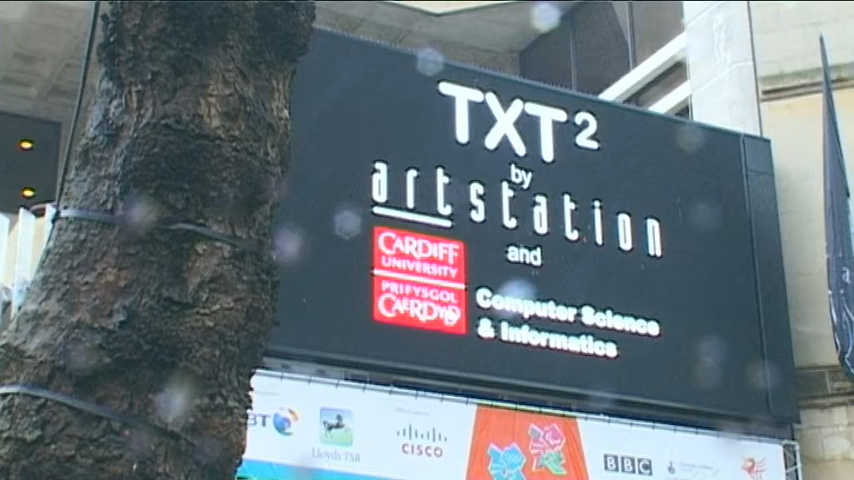 TXT²
by
artstation
and
CARDIFF
UNIVERSITY
PRIFYSGOL
CAERDYDD
Computer Science
& Informatics
BT
Lloyds TSB
CISCO
BBC